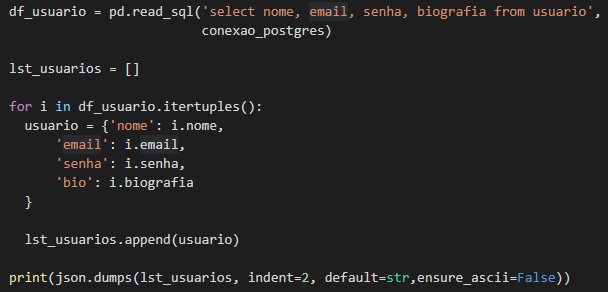 df_usuario = pd.read_sql('select nome, email, senha, biografia from usuario',
                         conexao_postgres)

lst_usuarios = []

for i in df_usuario.itertuples():
  usuario = {'nome': i.nome,
      'email': i.email,
      'senha': i.senha,
      'bio': i.biografia
  }

  lst_usuarios.append(usuario)

print(json.dumps(lst_usuarios, indent=2, default=str,ensure_ascii=False))